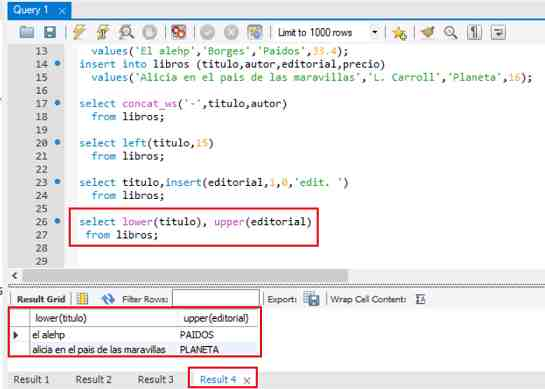 Query 1
Limit to 1000 rows
13 values('El alehp','Borges','Paidos',33.4);
14 insert into libros (titulo,autor,editorial,precio)
15 values('Alicia en el pais de las maravillas','L. Carroll','Planeta',16);
16
17 select concat_ws('-',titulo,autor)
18 from libros;
19
20 select left(titulo,15)
21 from libros;
22
23 select titulo,insert(editorial,1,0,'edit. ')
24 from libros;
25
26 select lower(titulo), upper(editorial)
27 from libros;
28
29
Result Grid Filter Rows: Export: Wrap Cell Content:
lower(titulo) upper(editorial)
el alehp PAIDOS
alicia en el pais de las maravillas PLANETA
Result 1 Result 2 Result 3 Result 4